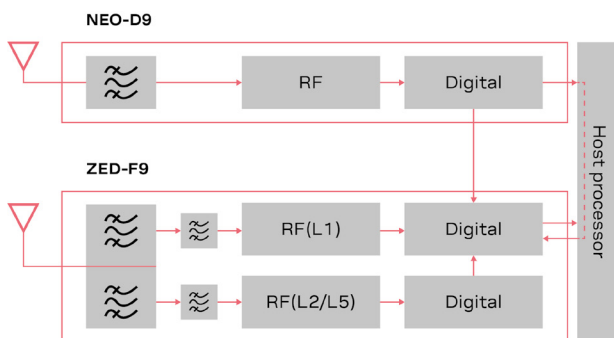 NEO-D9
RF
Digital
Host processor
ZED-F9
RF(L1)
Digital
RF(L2/L5)
Digital